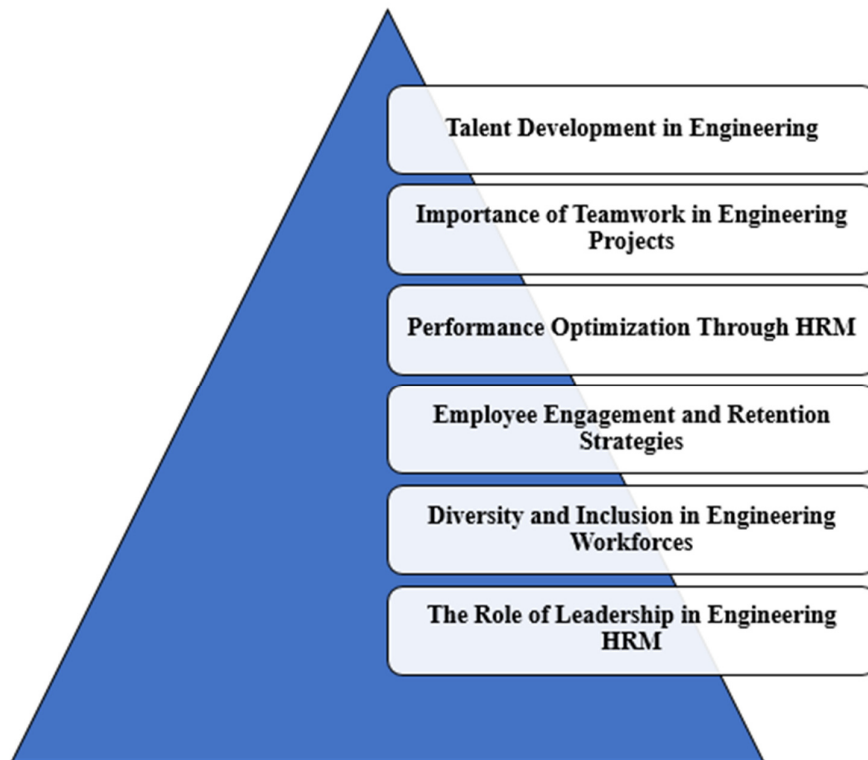 Talent Development in Engineering
Importance of Teamwork in Engineering
Projects
Performance Optimization Through HRM
Employee Engagement and Retention
Strategies
Diversity and Inclusion in Engineering
Workforces
The Role of Leadership in Engineering
HRM